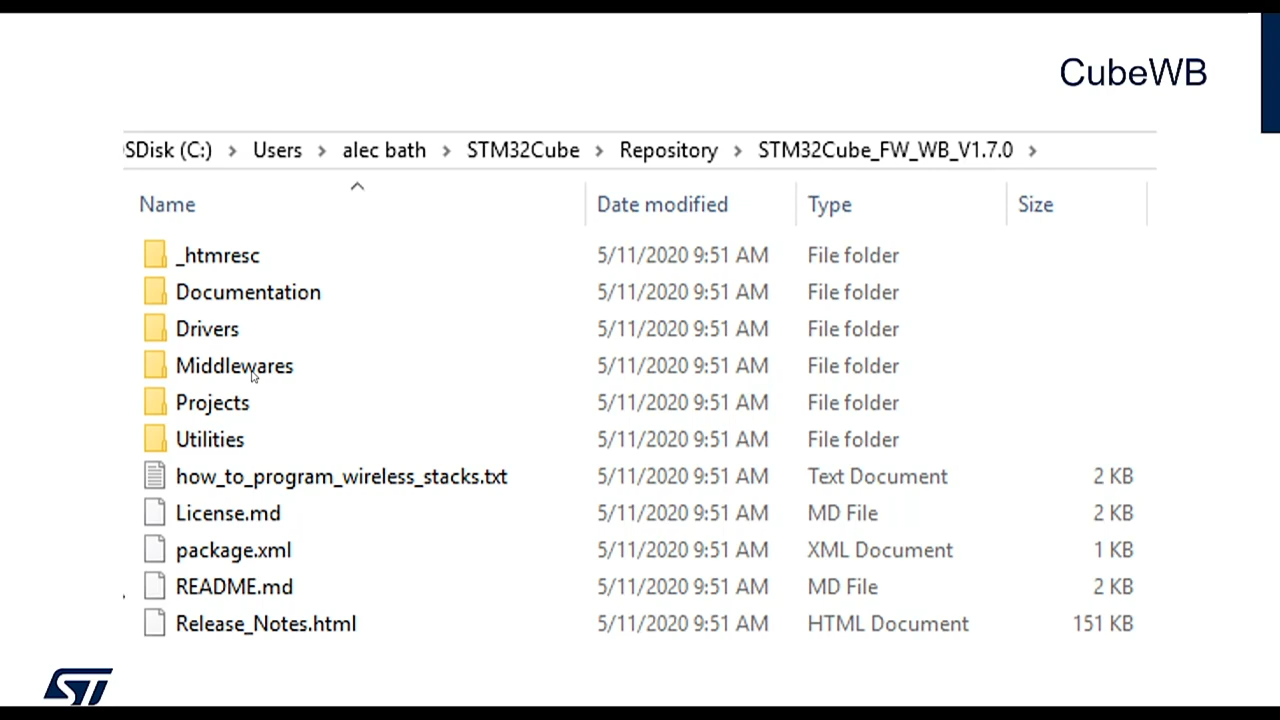 CubeWB
SDisk (C:) > Users > alec bath > STM32Cube > Repository > STM32Cube_FW_WB_V1.7.0 >
Name Date modified Type Size
_htmresc 5/11/2020 9:51 AM File folder
Documentation 5/11/2020 9:51 AM File folder
Drivers 5/11/2020 9:51 AM File folder
Middlewares 5/11/2020 9:51 AM File folder
Projects 5/11/2020 9:51 AM File folder
Utilities 5/11/2020 9:51 AM File folder
how_to_program_wireless_stacks.txt 5/11/2020 9:51 AM Text Document 2 KB
License.md 5/11/2020 9:51 AM MD File 2 KB
package.xml 5/11/2020 9:51 AM XML Document 1 KB
README.md 5/11/2020 9:51 AM MD File 2 KB
Release_Notes.html 5/11/2020 9:51 AM HTML Document 151 KB
ST